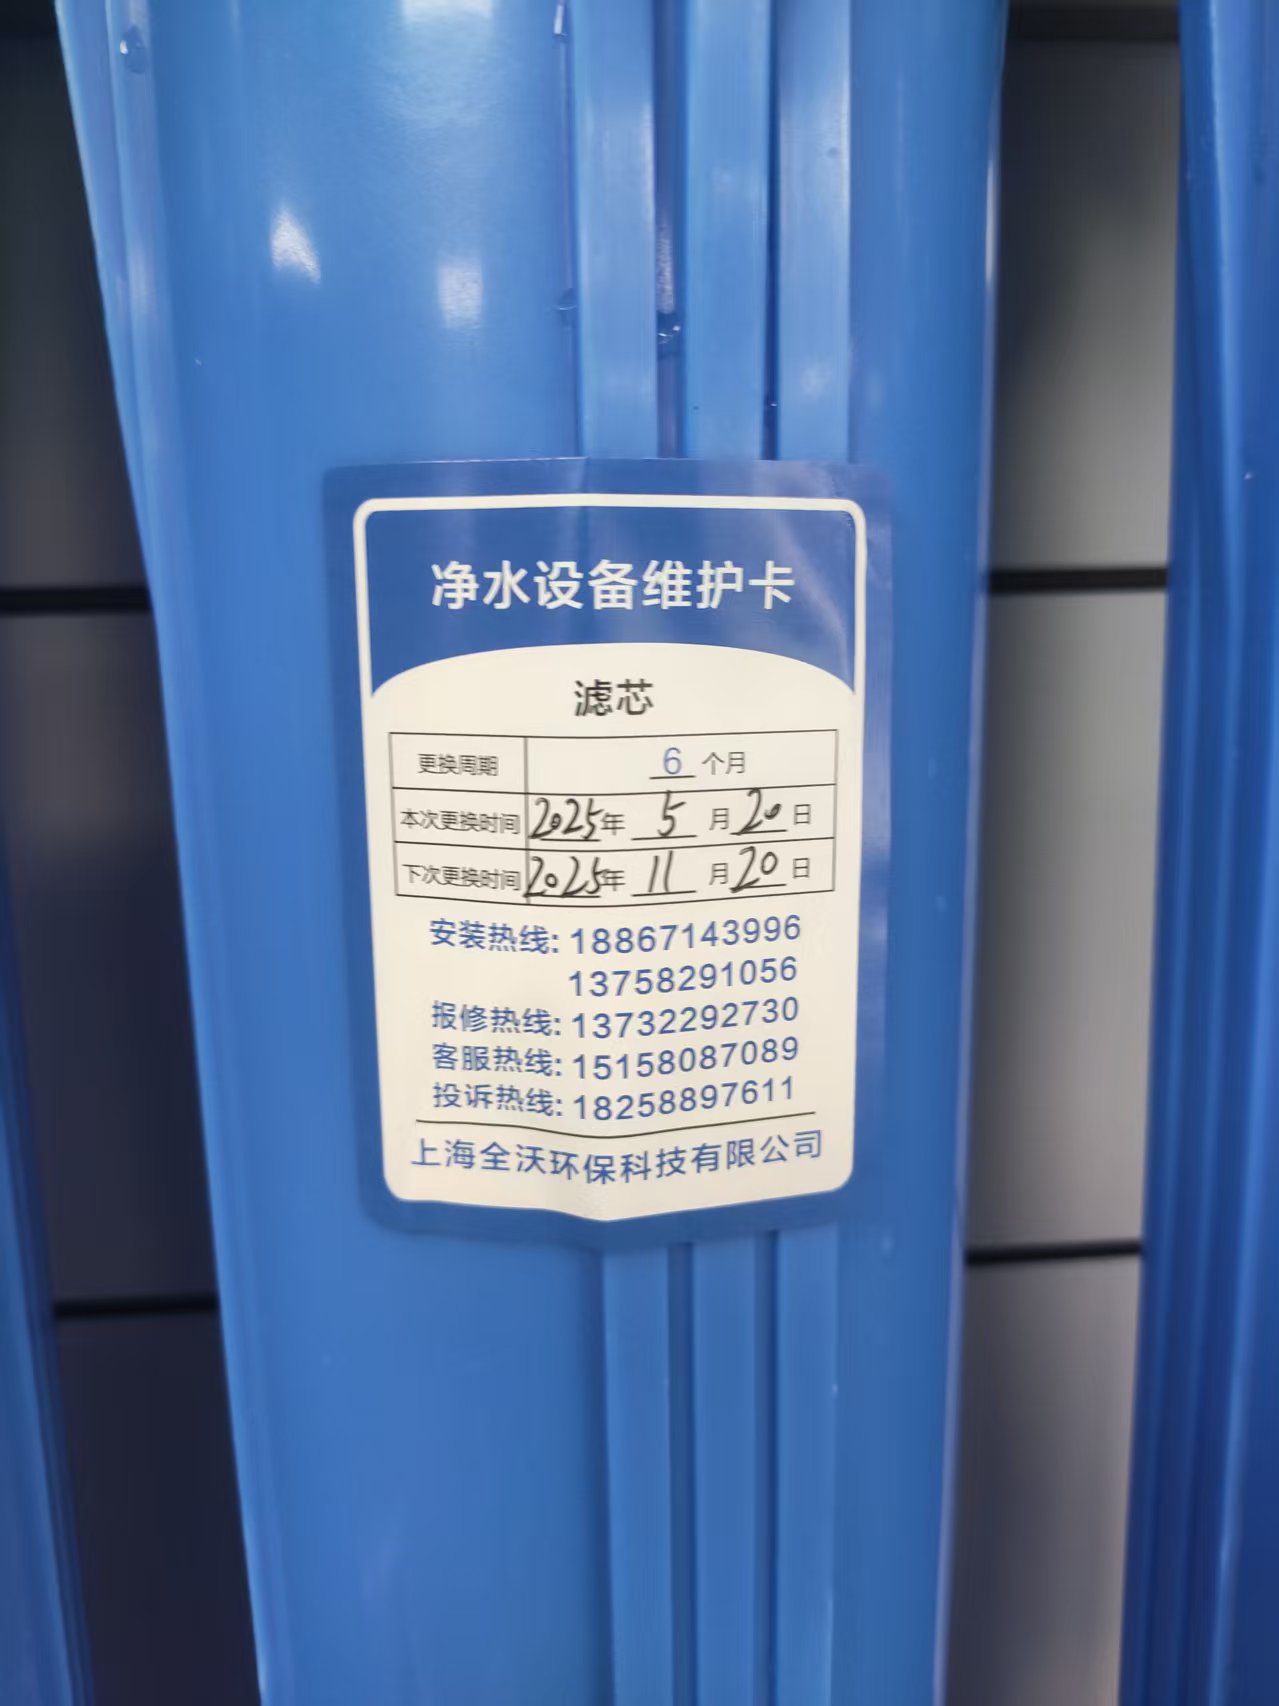 净水设备维护卡
滤芯
更换周期 6 个月
本次更换时间 2025年 5 月 20 日
下次更换时间 2025年 11 月 20 日
安装热线: 18867143996
13758291056
报修热线: 13732292730
客服热线: 15158087089
投诉热线: 18258897611
上海全沃环保科技有限公司